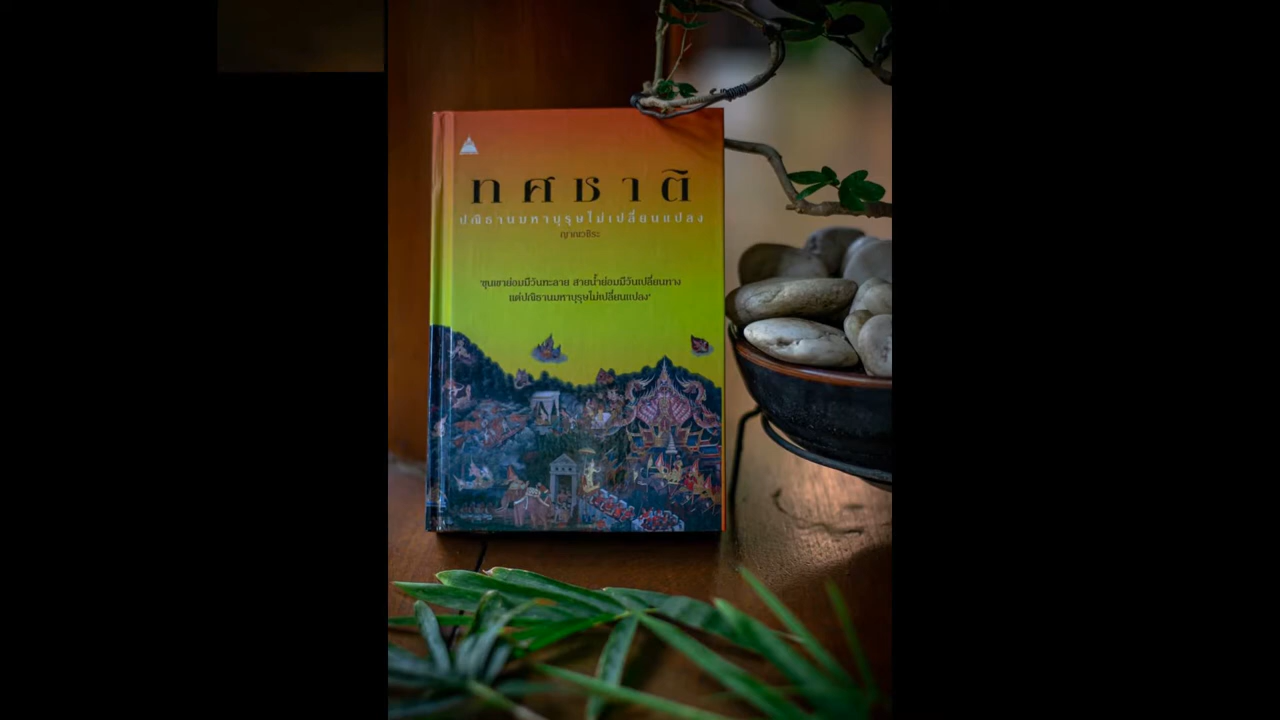 ทศชาติ
ปณิธานมหาบุรุษไม่เปลี่ยนแปลง
ญาณวชิระ
"ขุนเขาย่อมมีวันทะลาย สายน้ำย่อมมีวันเปลี่ยนทาง
แต่ปณิธานมหาบุรุษไม่เปลี่ยนแปลง"